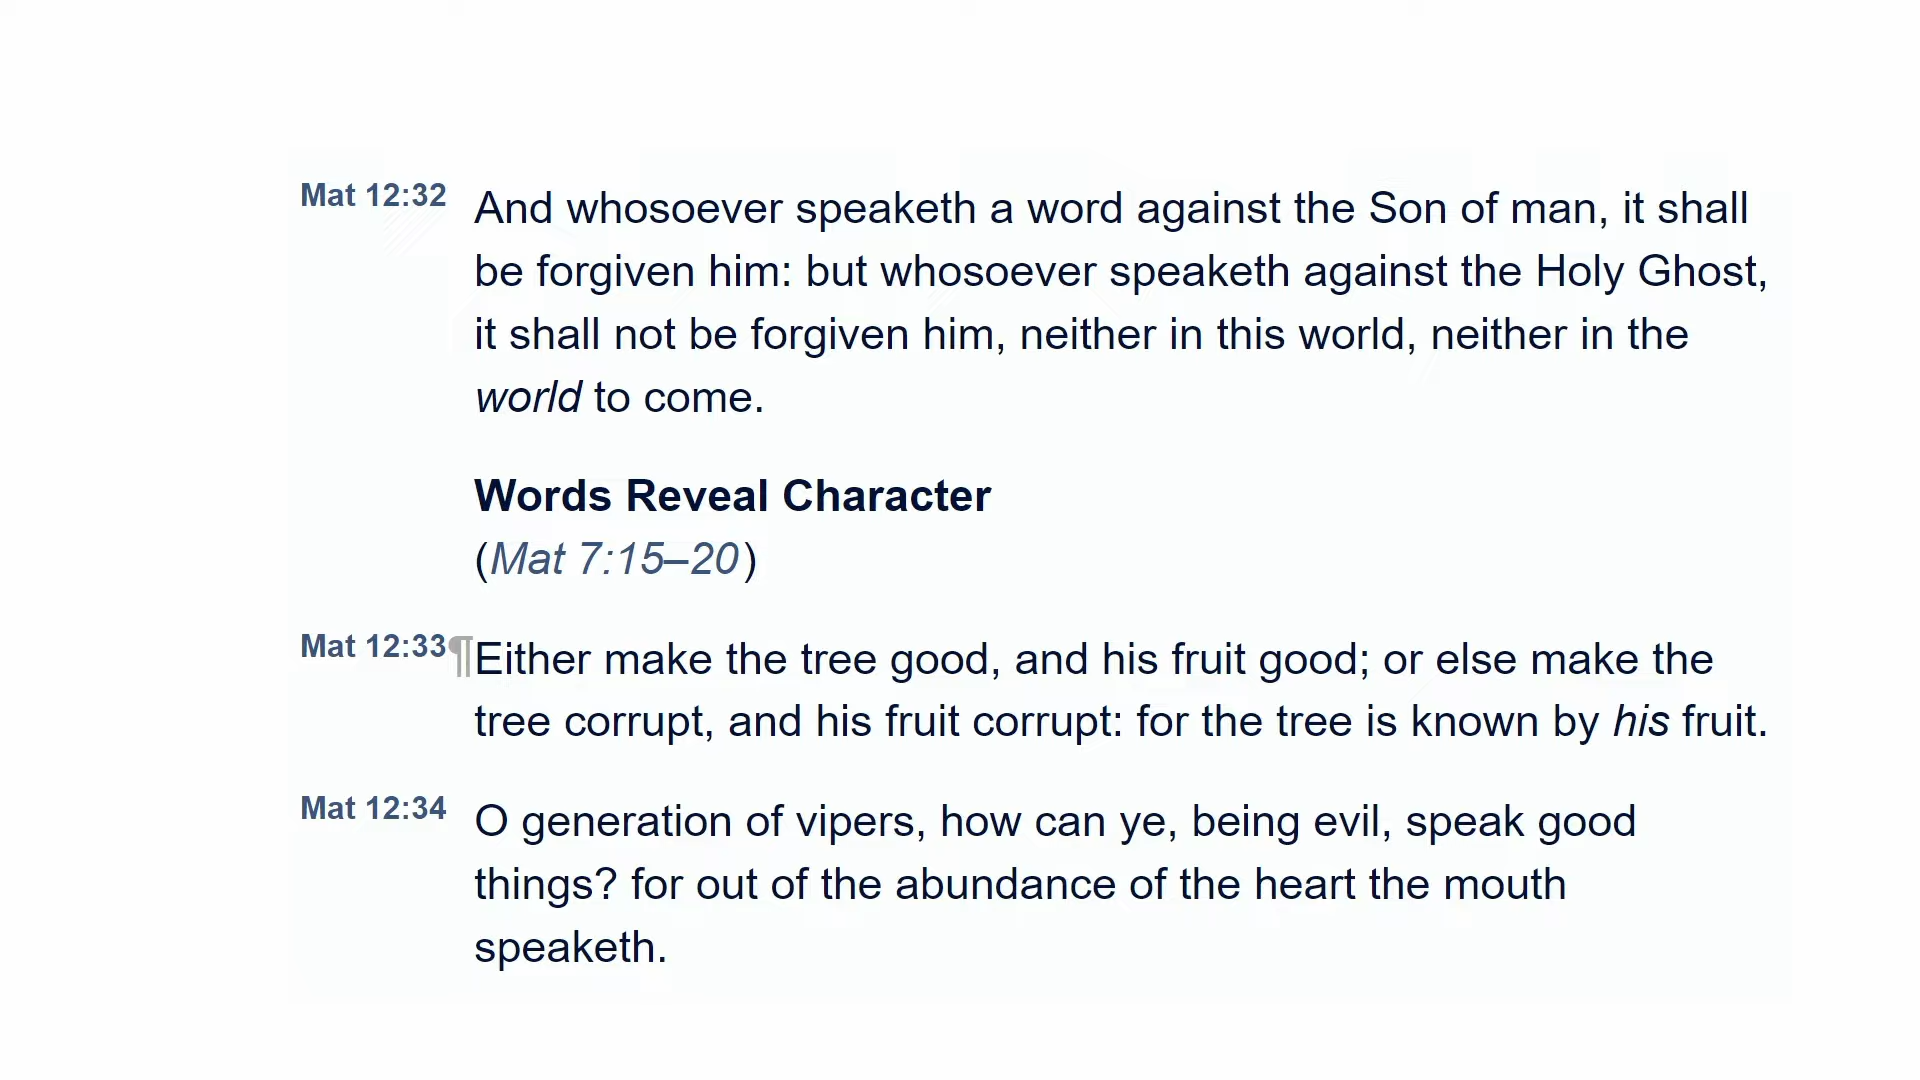 Mat 12:32 And whosoever speaketh a word against the Son of man, it shall
be forgiven him: but whosoever speaketh against the Holy Ghost,
it shall not be forgiven him, neither in this world, neither in the
world to come.
Words Reveal Character
(Mat 7:15–20)
Mat 12:33 ¶Either make the tree good, and his fruit good; or else make the
tree corrupt, and his fruit corrupt: for the tree is known by his fruit.
Mat 12:34 O generation of vipers, how can ye, being evil, speak good
things? for out of the abundance of the heart the mouth
speaketh.